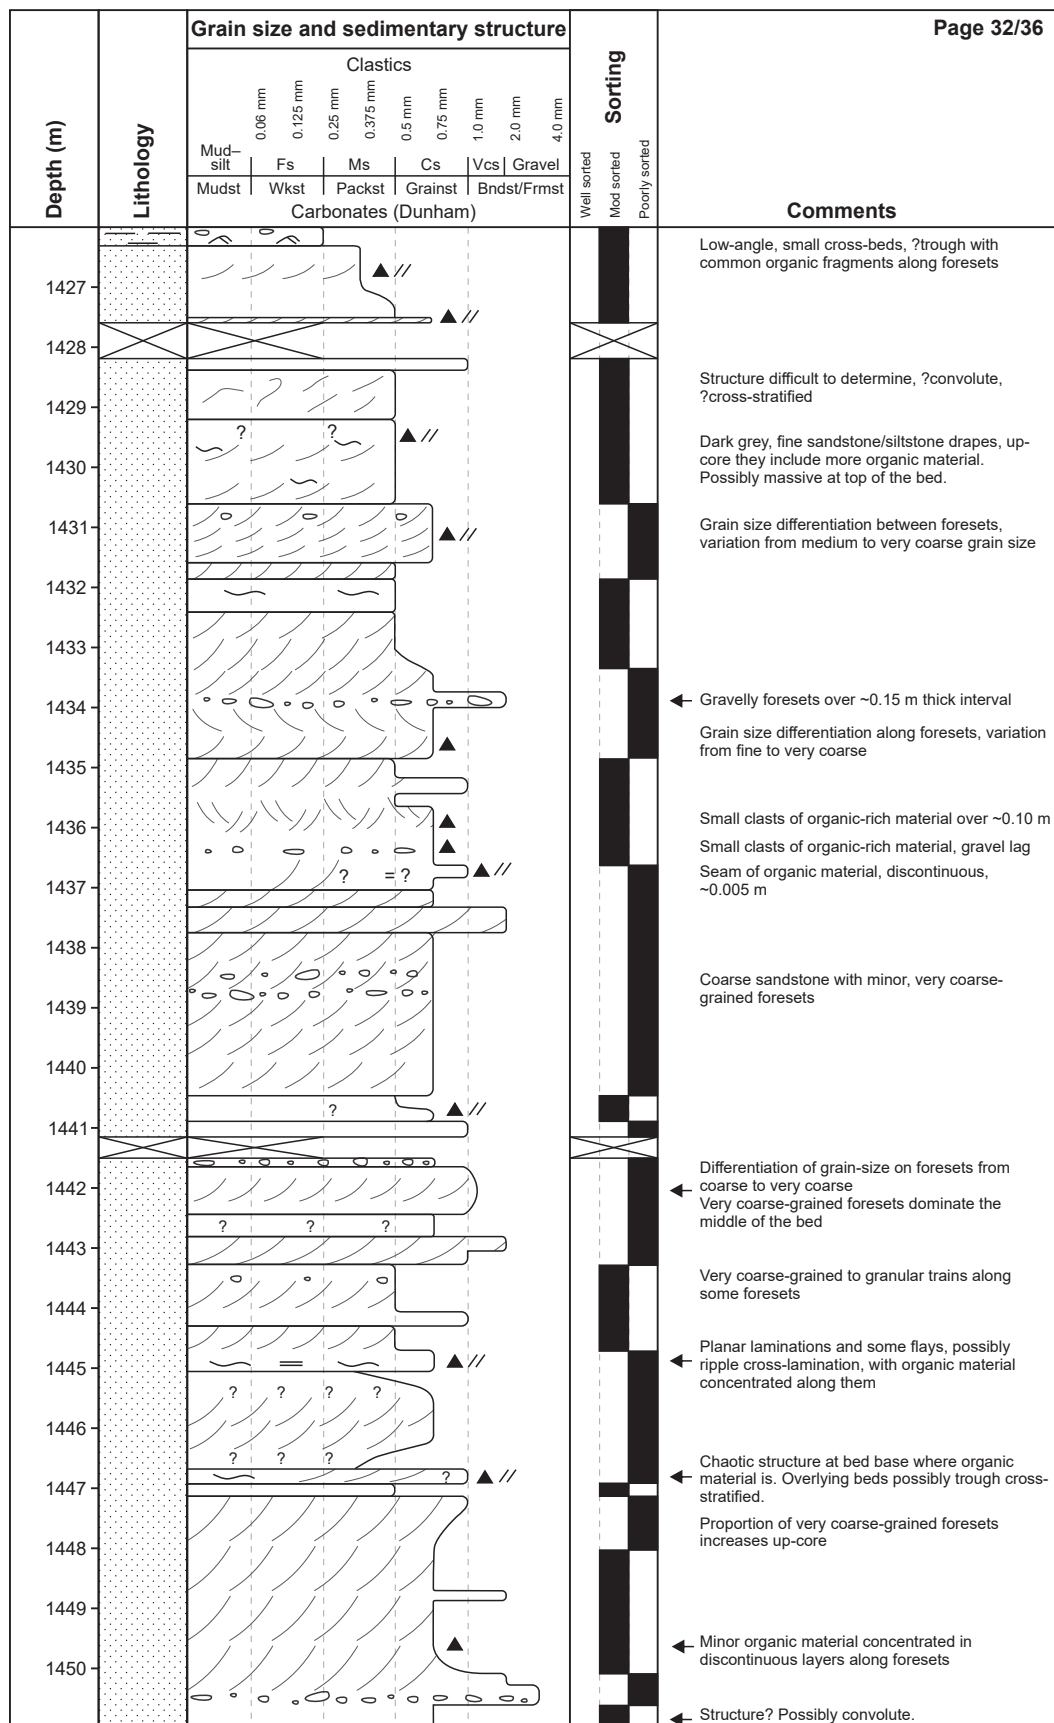 Grain size and sedimentary structure
Page 32/36
Depth (m)
Lithology
Clastics
0.06 mm
0.125 mm
0.25 mm
0.375 mm
0.5 mm
0.75 mm
1.0 mm
2.0 mm
4.0 mm
Mud–
silt
Fs
Ms
Cs
Vcs
Gravel
Mudst
Wkst
Packst
Grainst
Bndst/Frmst
Carbonates (Dunham)
Sorting
Well sorted
Mod sorted
Poorly sorted
Comments
Low-angle, small cross-beds, ?trough with
common organic fragments along foresets
1427
1428
Structure difficult to determine, ?convolute,
?cross-stratified
1429
? ?
Dark grey, fine sandstone/siltstone drapes, up-
core they include more organic material.
Possibly massive at top of the bed.
1430
1431
Grain size differentiation between foresets,
variation from medium to very coarse grain size
1432
1433
Gravelly foresets over ~0.15 m thick interval
1434
Grain size differentiation along foresets, variation
from fine to very coarse
1435
Small clasts of organic-rich material over ~0.10 m
1436
Small clasts of organic-rich material, gravel lag
Seam of organic material, discontinuous,
~0.005 m
? = ?
1437
1438
Coarse sandstone with minor, very coarse-
grained foresets
1439
1440
?
1441
Differentiation of grain-size on foresets from
coarse to very coarse
1442
Very coarse-grained foresets dominate the
middle of the bed
? ? ?
1443
Very coarse-grained to granular trains along
some foresets
1444
Planar laminations and some flays, possibly
ripple cross-lamination, with organic material
concentrated along them
1445
? ? ? ?
1446
? ? ?
Chaotic structure at bed base where organic
material is. Overlying beds possibly trough cross-
stratified.
?
1447
Proportion of very coarse-grained foresets
increases up-core
1448
1449
Minor organic material concentrated in
discontinuous layers along foresets
1450
Structure? Possibly convolute.